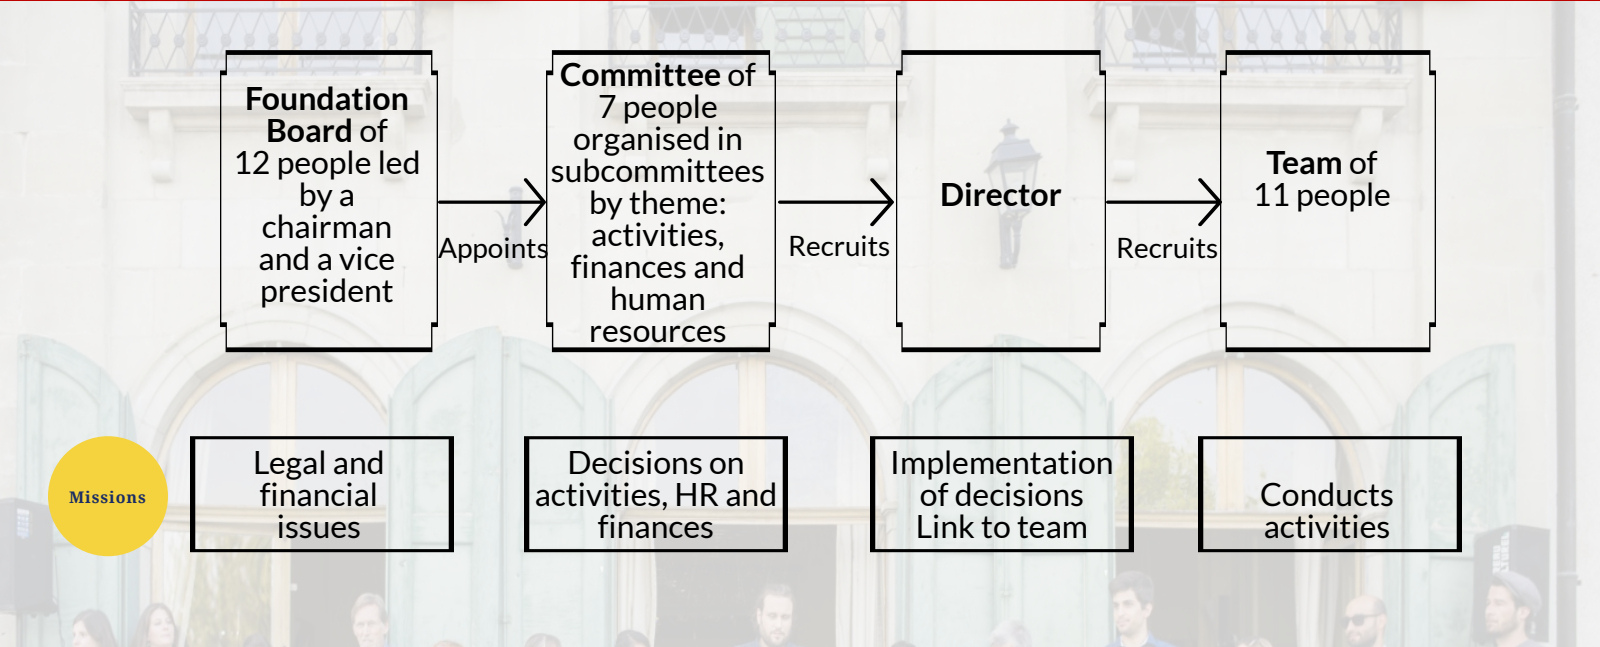 Foundation
Board of
12 people led
by a
chairman
and a vice
president
Appoints
Committee of
7 people
organised in
subcommittees
by theme:
activities,
finances and
human
resources
Recruits
Director
Recruits
Team of
11 people
Missions
Legal and
financial
issues
Decisions on
activities, HR and
finances
Implementation
of decisions
Link to team
Conducts
activities